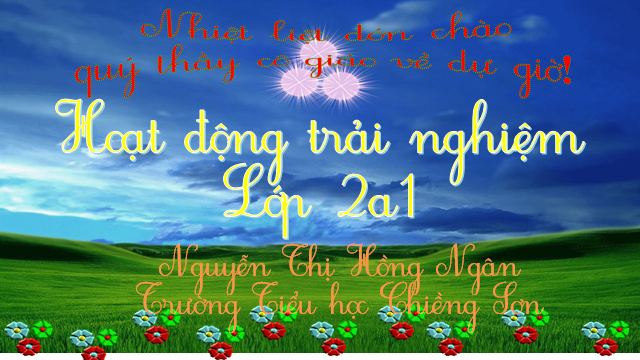 Nhiệt liệt đón chào
quý thầy cô giáo về dự giờ!
Hoạt động trải nghiệm
Lớp 2a1
Nguyễn Thị Hồng Ngân
Trường Tiểu học Chiềng Sơn